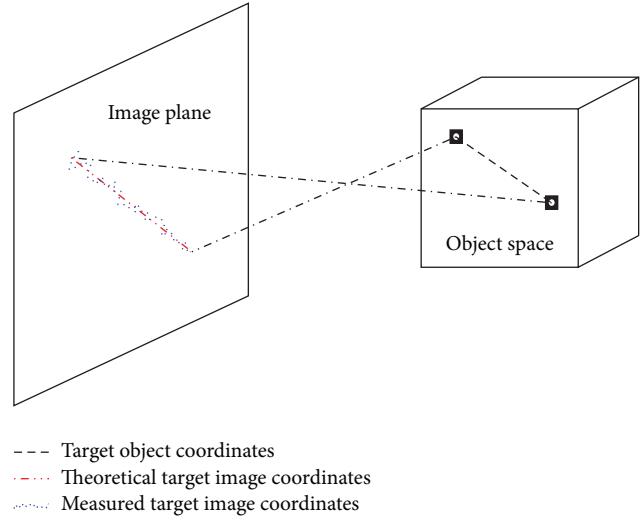 Image plane
Object space
Target object coordinates
Theoretical target image coordinates
Measured target image coordinates